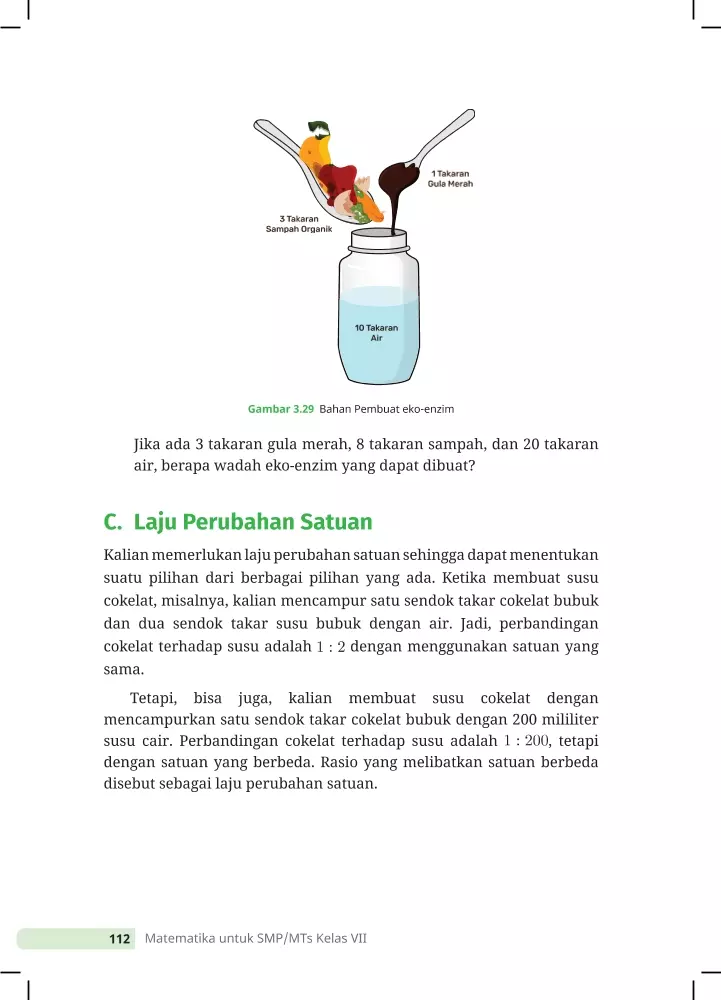 1 Takaran
Gula Merah
3 Takaran
Sampah Organik
10 Takaran
Air
Gambar 3.29 Bahan Pembuat eko-enzim
Jika ada 3 takaran gula merah, 8 takaran sampah, dan 20 takaran
air, berapa wadah eko-enzim yang dapat dibuat?
C. Laju Perubahan Satuan
Kalian memerlukan laju perubahan satuan sehingga dapat menentukan
suatu pilihan dari berbagai pilihan yang ada. Ketika membuat susu
cokelat, misalnya, kalian mencampur satu sendok takar cokelat bubuk
dan dua sendok takar susu bubuk dengan air. Jadi, perbandingan
cokelat terhadap susu adalah 1 : 2 dengan menggunakan satuan yang
sama.
Tetapi, bisa juga, kalian membuat susu cokelat dengan
mencampurkan satu sendok takar cokelat bubuk dengan 200 mililiter
susu cair. Perbandingan cokelat terhadap susu adalah 1 : 200, tetapi
dengan satuan yang berbeda. Rasio yang melibatkan satuan berbeda
disebut sebagai laju perubahan satuan.
112 Matematika untuk SMP/MTs Kelas VII